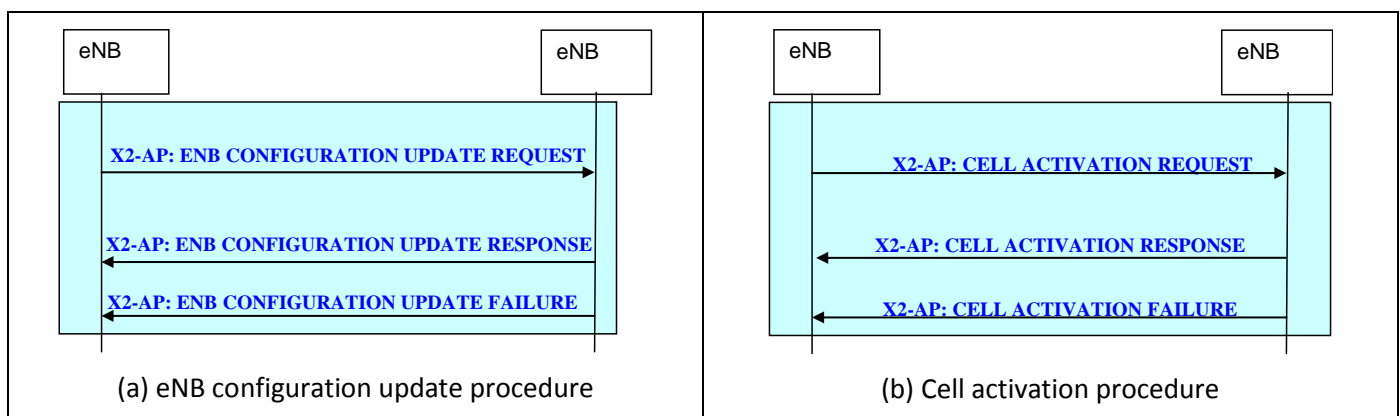 eNB
eNB
X2-AP: ENB CONFIGURATION UPDATE REQUEST
X2-AP: ENB CONFIGURATION UPDATE RESPONSE
X2-AP: ENB CONFIGURATION UPDATE FAILURE
(a) eNB configuration update procedure
eNB
eNB
X2-AP: CELL ACTIVATION REQUEST
X2-AP: CELL ACTIVATION RESPONSE
X2-AP: CELL ACTIVATION FAILURE
(b) Cell activation procedure